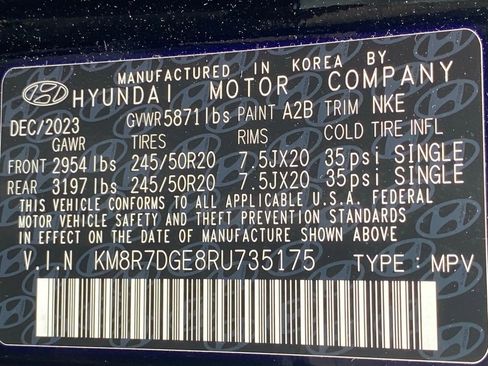 MANUFACTURED IN KOREA BY
HYUNDAI MOTOR COMPANY
DEC/2023 GVWR 5871 lbs PAINT A2B TRIM NKE
GAWR TIRES RIMS COLD TIRE INFL
FRONT 2954 lbs 245/50R20 7.5JX20 35psi SINGLE
REAR 3197 lbs 245/50R20 7.5JX20 35psi SINGLE
THIS VEHICLE CONFORMS TO ALL APPLICABLE U.S.A. FEDERAL
MOTOR VEHICLE SAFETY AND THEFT PREVENTION STANDARDS
IN EFFECT ON THE DATE OF MANUFACTURE SHOWN ABOVE
V.I.N KM8R7DGE8RU735175 TYPE : MPV